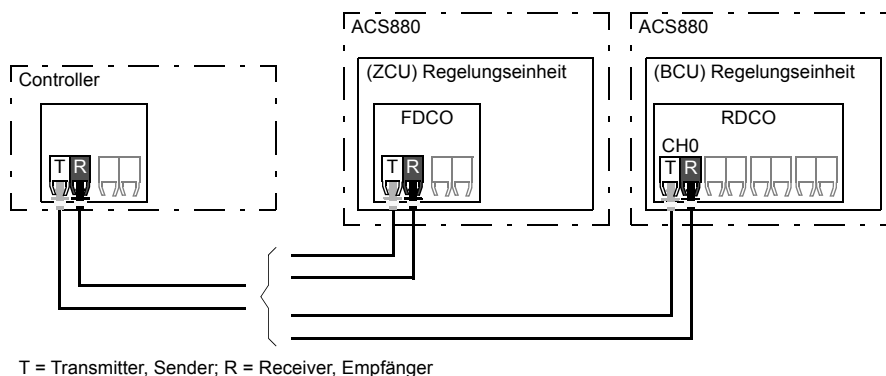 ACS880
ACS880
Controller
(ZCU) Regelungseinheit
(BCU) Regelungseinheit
FDCO
RDCO
CH0
T R
T R
T R
T = Transmitter, Sender; R = Receiver, Empfänger